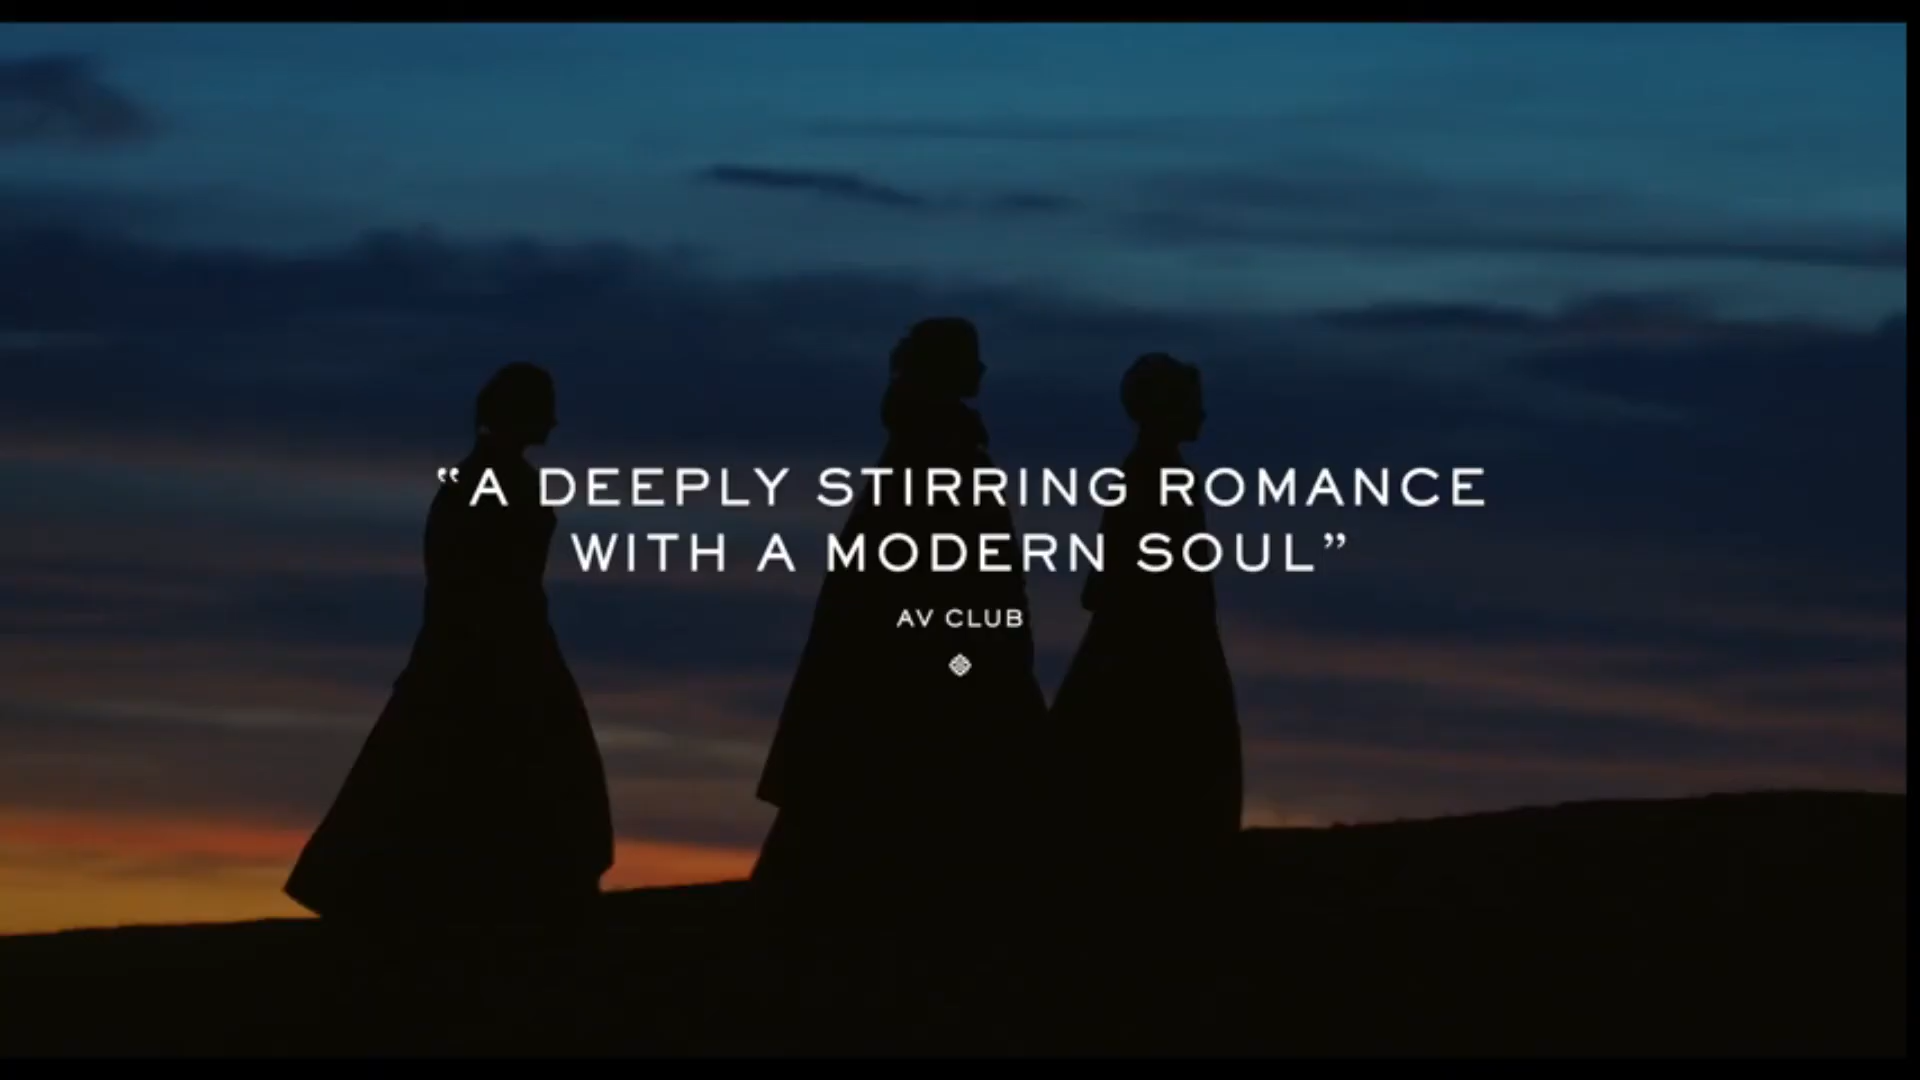 “A DEEPLY STIRRING ROMANCE
WITH A MODERN SOUL”
AV CLUB